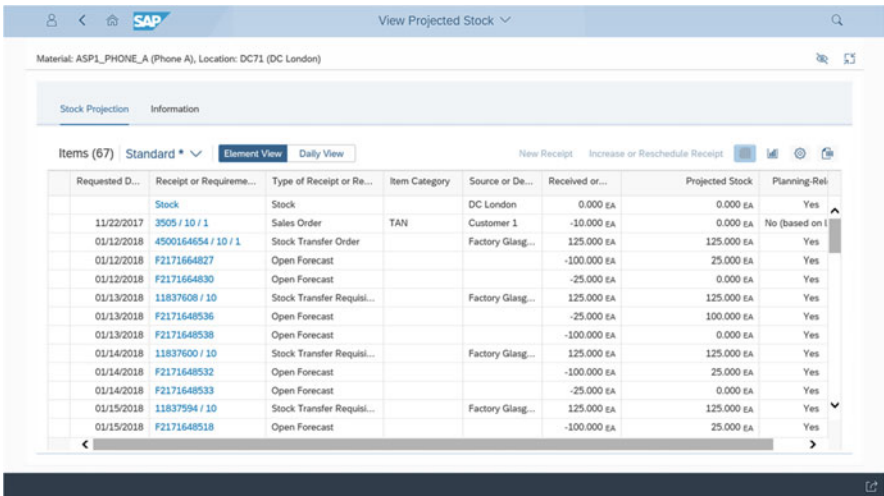 SAP View Projected Stock
Material: ASP1_PHONE_A (Phone A), Location: DC71 (DC London)
Stock Projection Information
Items (67) Standard * Element View Daily View New Receipt Increase or Reschedule Receipt
Requested D... Receipt or Requireme... Type of Receipt or Re... Item Category Source or De... Received or... Projected Stock Planning-Rel
Stock Stock DC London 0.000 EA 0.000 EA Yes
11/22/2017 3505 / 10 / 1 Sales Order TAN Customer 1 -10.000 EA 0.000 EA No (based on
01/12/2018 4500164654 / 10 / 1 Stock Transfer Order Factory Glasg... 125.000 EA 125.000 EA Yes
01/12/2018 F2171664827 Open Forecast -100.000 EA 25.000 EA Yes
01/12/2018 F2171664830 Open Forecast -25.000 EA 0.000 EA Yes
01/13/2018 11837608 / 10 Stock Transfer Requisi... Factory Glasg... 125.000 EA 125.000 EA Yes
01/13/2018 F2171648536 Open Forecast -25.000 EA 100.000 EA Yes
01/13/2018 F2171648538 Open Forecast -100.000 EA 0.000 EA Yes
01/14/2018 11837600 / 10 Stock Transfer Requisi... Factory Glasg... 125.000 EA 125.000 EA Yes
01/14/2018 F2171648532 Open Forecast -100.000 EA 25.000 EA Yes
01/14/2018 F2171648533 Open Forecast -25.000 EA 0.000 EA Yes
01/15/2018 11837594 / 10 Stock Transfer Requisi... Factory Glasg... 125.000 EA 125.000 EA Yes
01/15/2018 F2171648518 Open Forecast -100.000 EA 25.000 EA Yes